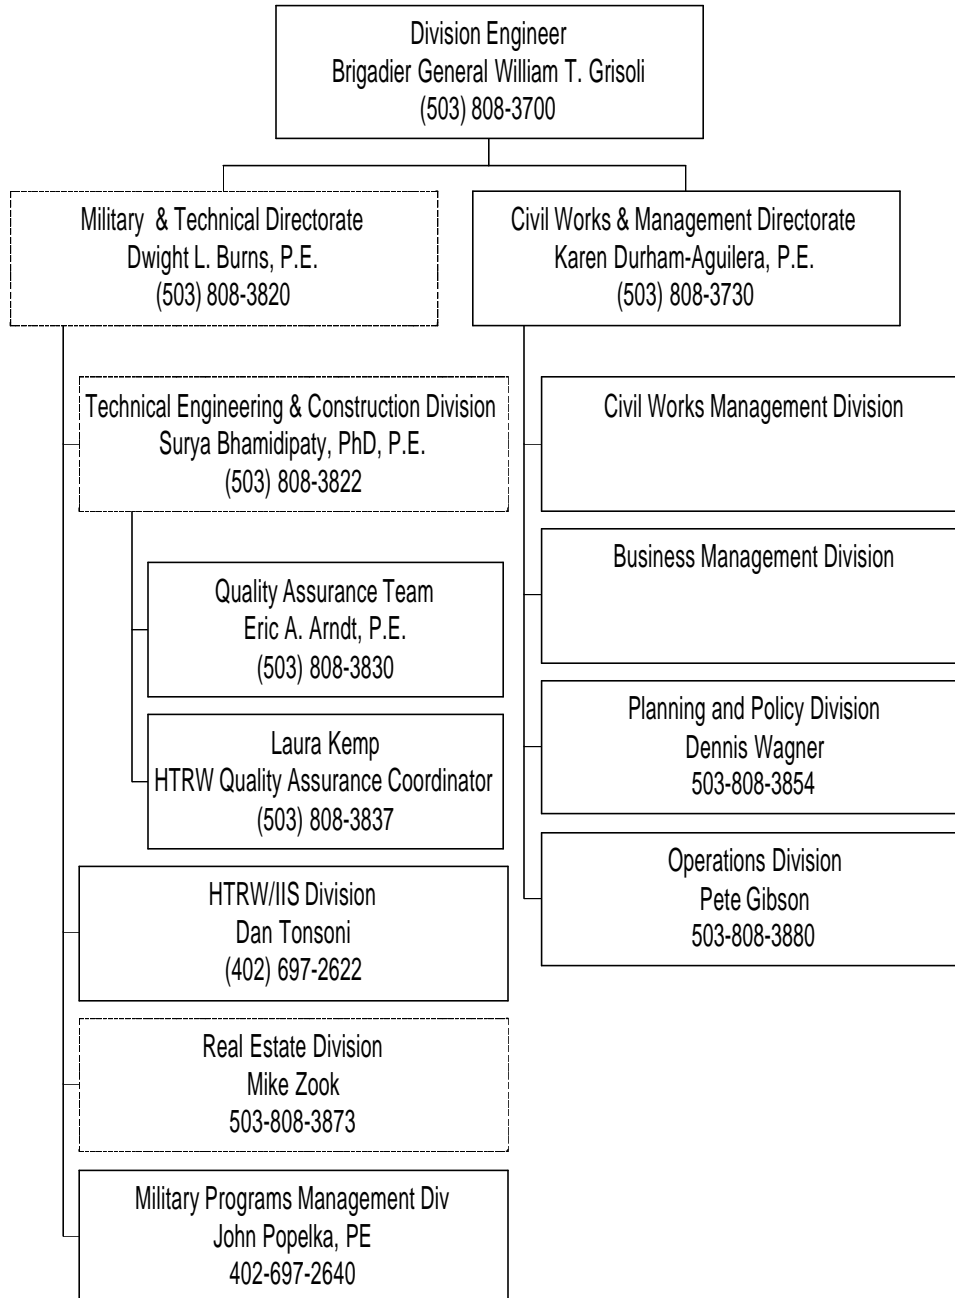 Division Engineer
Brigadier General William T. Grisoli
(503) 808-3700
Military & Technical Directorate
Dwight L. Burns, P.E.
(503) 808-3820
Civil Works & Management Directorate
Karen Durham-Aguilera, P.E.
(503) 808-3730
Technical Engineering & Construction Division
Surya Bhamidipaty, PhD, P.E.
(503) 808-3822
Quality Assurance Team
Eric A. Arndt, P.E.
(503) 808-3830
Laura Kemp
HTRW Quality Assurance Coordinator
(503) 808-3837
HTRW/IIS Division
Dan Tonsoni
(402) 697-2622
Real Estate Division
Mike Zook
503-808-3873
Military Programs Management Div
John Popelka, PE
402-697-2640
Civil Works Management Division
Business Management Division
Planning and Policy Division
Dennis Wagner
503-808-3854
Operations Division
Pete Gibson
503-808-3880